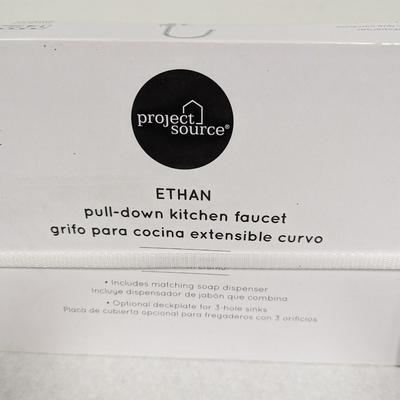 project
source®
ETHAN
pull-down kitchen faucet
grifo para cocina extensible curvo
• Includes matching soap dispenser
Incluye dispensador de jabón que combina
• Optional deckplate for 3-hole sinks
Placa de cubierta opcional para fregaderos con 3 orificios